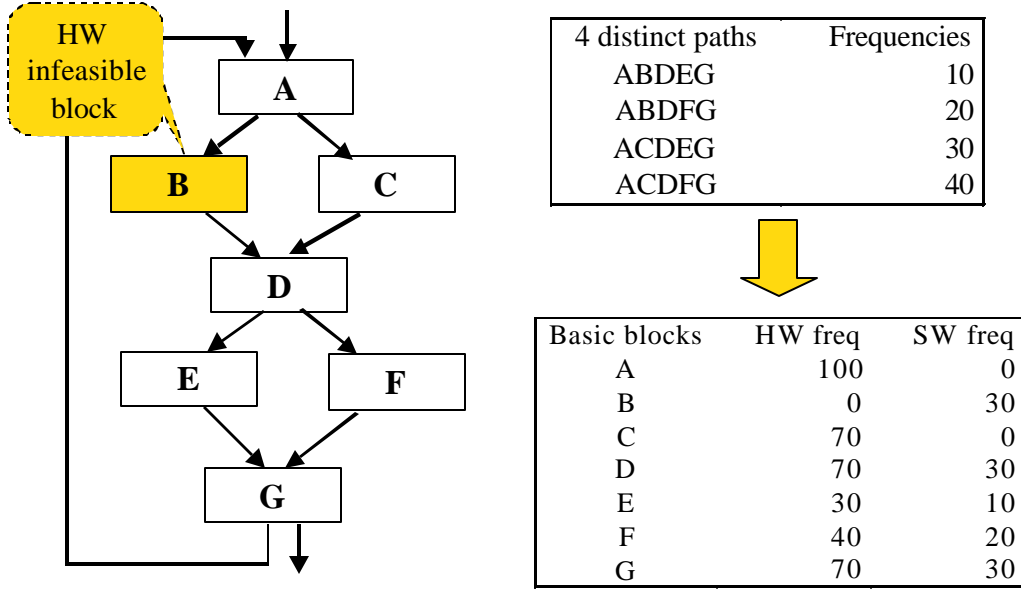 HW
infeasible
block
A
B
C
D
E
F
G
4 distinct paths Frequencies
ABDEG 10
ABDFG 20
ACDEG 30
ACDFG 40
Basic blocks HW freq SW freq
A 100 0
B 0 30
C 70 0
D 70 30
E 30 10
F 40 20
G 70 30